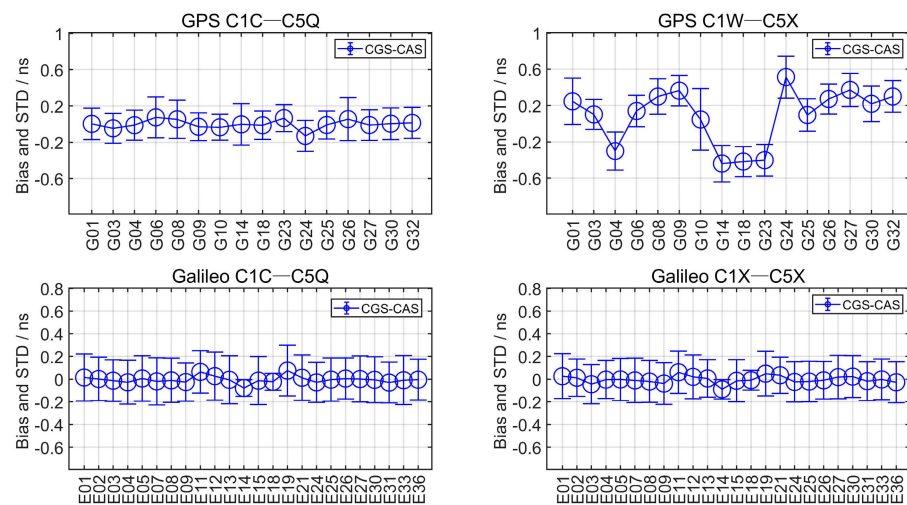 GPS C1C—C5Q
Bias and STD / ns
1
0.6
0.2
-0.2
-0.6
CGS-CAS
G01 G03 G04 G06 G08 G09 G10 G14 G18 G23 G24 G25 G26 G27 G30 G32
GPS C1W—C5X
Bias and STD / ns
1
0.6
0.2
-0.2
-0.6
CGS-CAS
G01 G03 G04 G06 G08 G09 G10 G14 G18 G23 G24 G25 G26 G27 G30 G32
Galileo C1C—C5Q
Bias and STD / ns
0.8
0.6
0.4
0.2
0
-0.2
-0.4
-0.6
CGS-CAS
E01 E02 E03 E04 E05 E07 E08 E09 E11 E12 E13 E14 E15 E18 E19 E21 E24 E25 E26 E27 E30 E31 E33 E36
Galileo C1X—C5X
Bias and STD / ns
0.8
0.6
0.4
0.2
0
-0.2
-0.4
-0.6
CGS-CAS
E01 E02 E03 E04 E05 E07 E08 E09 E11 E12 E13 E14 E15 E18 E19 E21 E24 E25 E26 E27 E30 E31 E33 E36